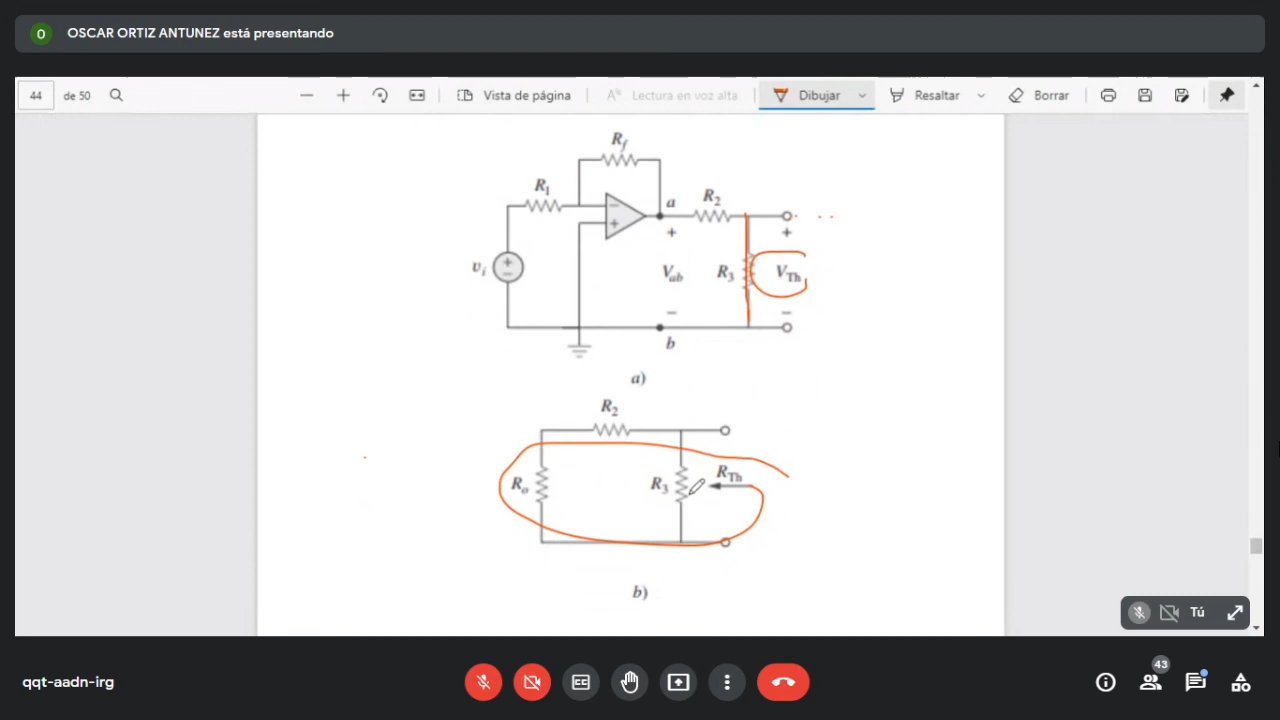 O OSCAR ORTIZ ANTUNEZ está presentando
44 de 50 Vista de página Lectura en voz alta Dibujar Resaltar Borrar
Rf
R1
a R2
+ +
vi Vab R3 VTh
− −
b
a)
R2
Ro R3 RTh
b)
Tú
qqt-aadn-irg 43